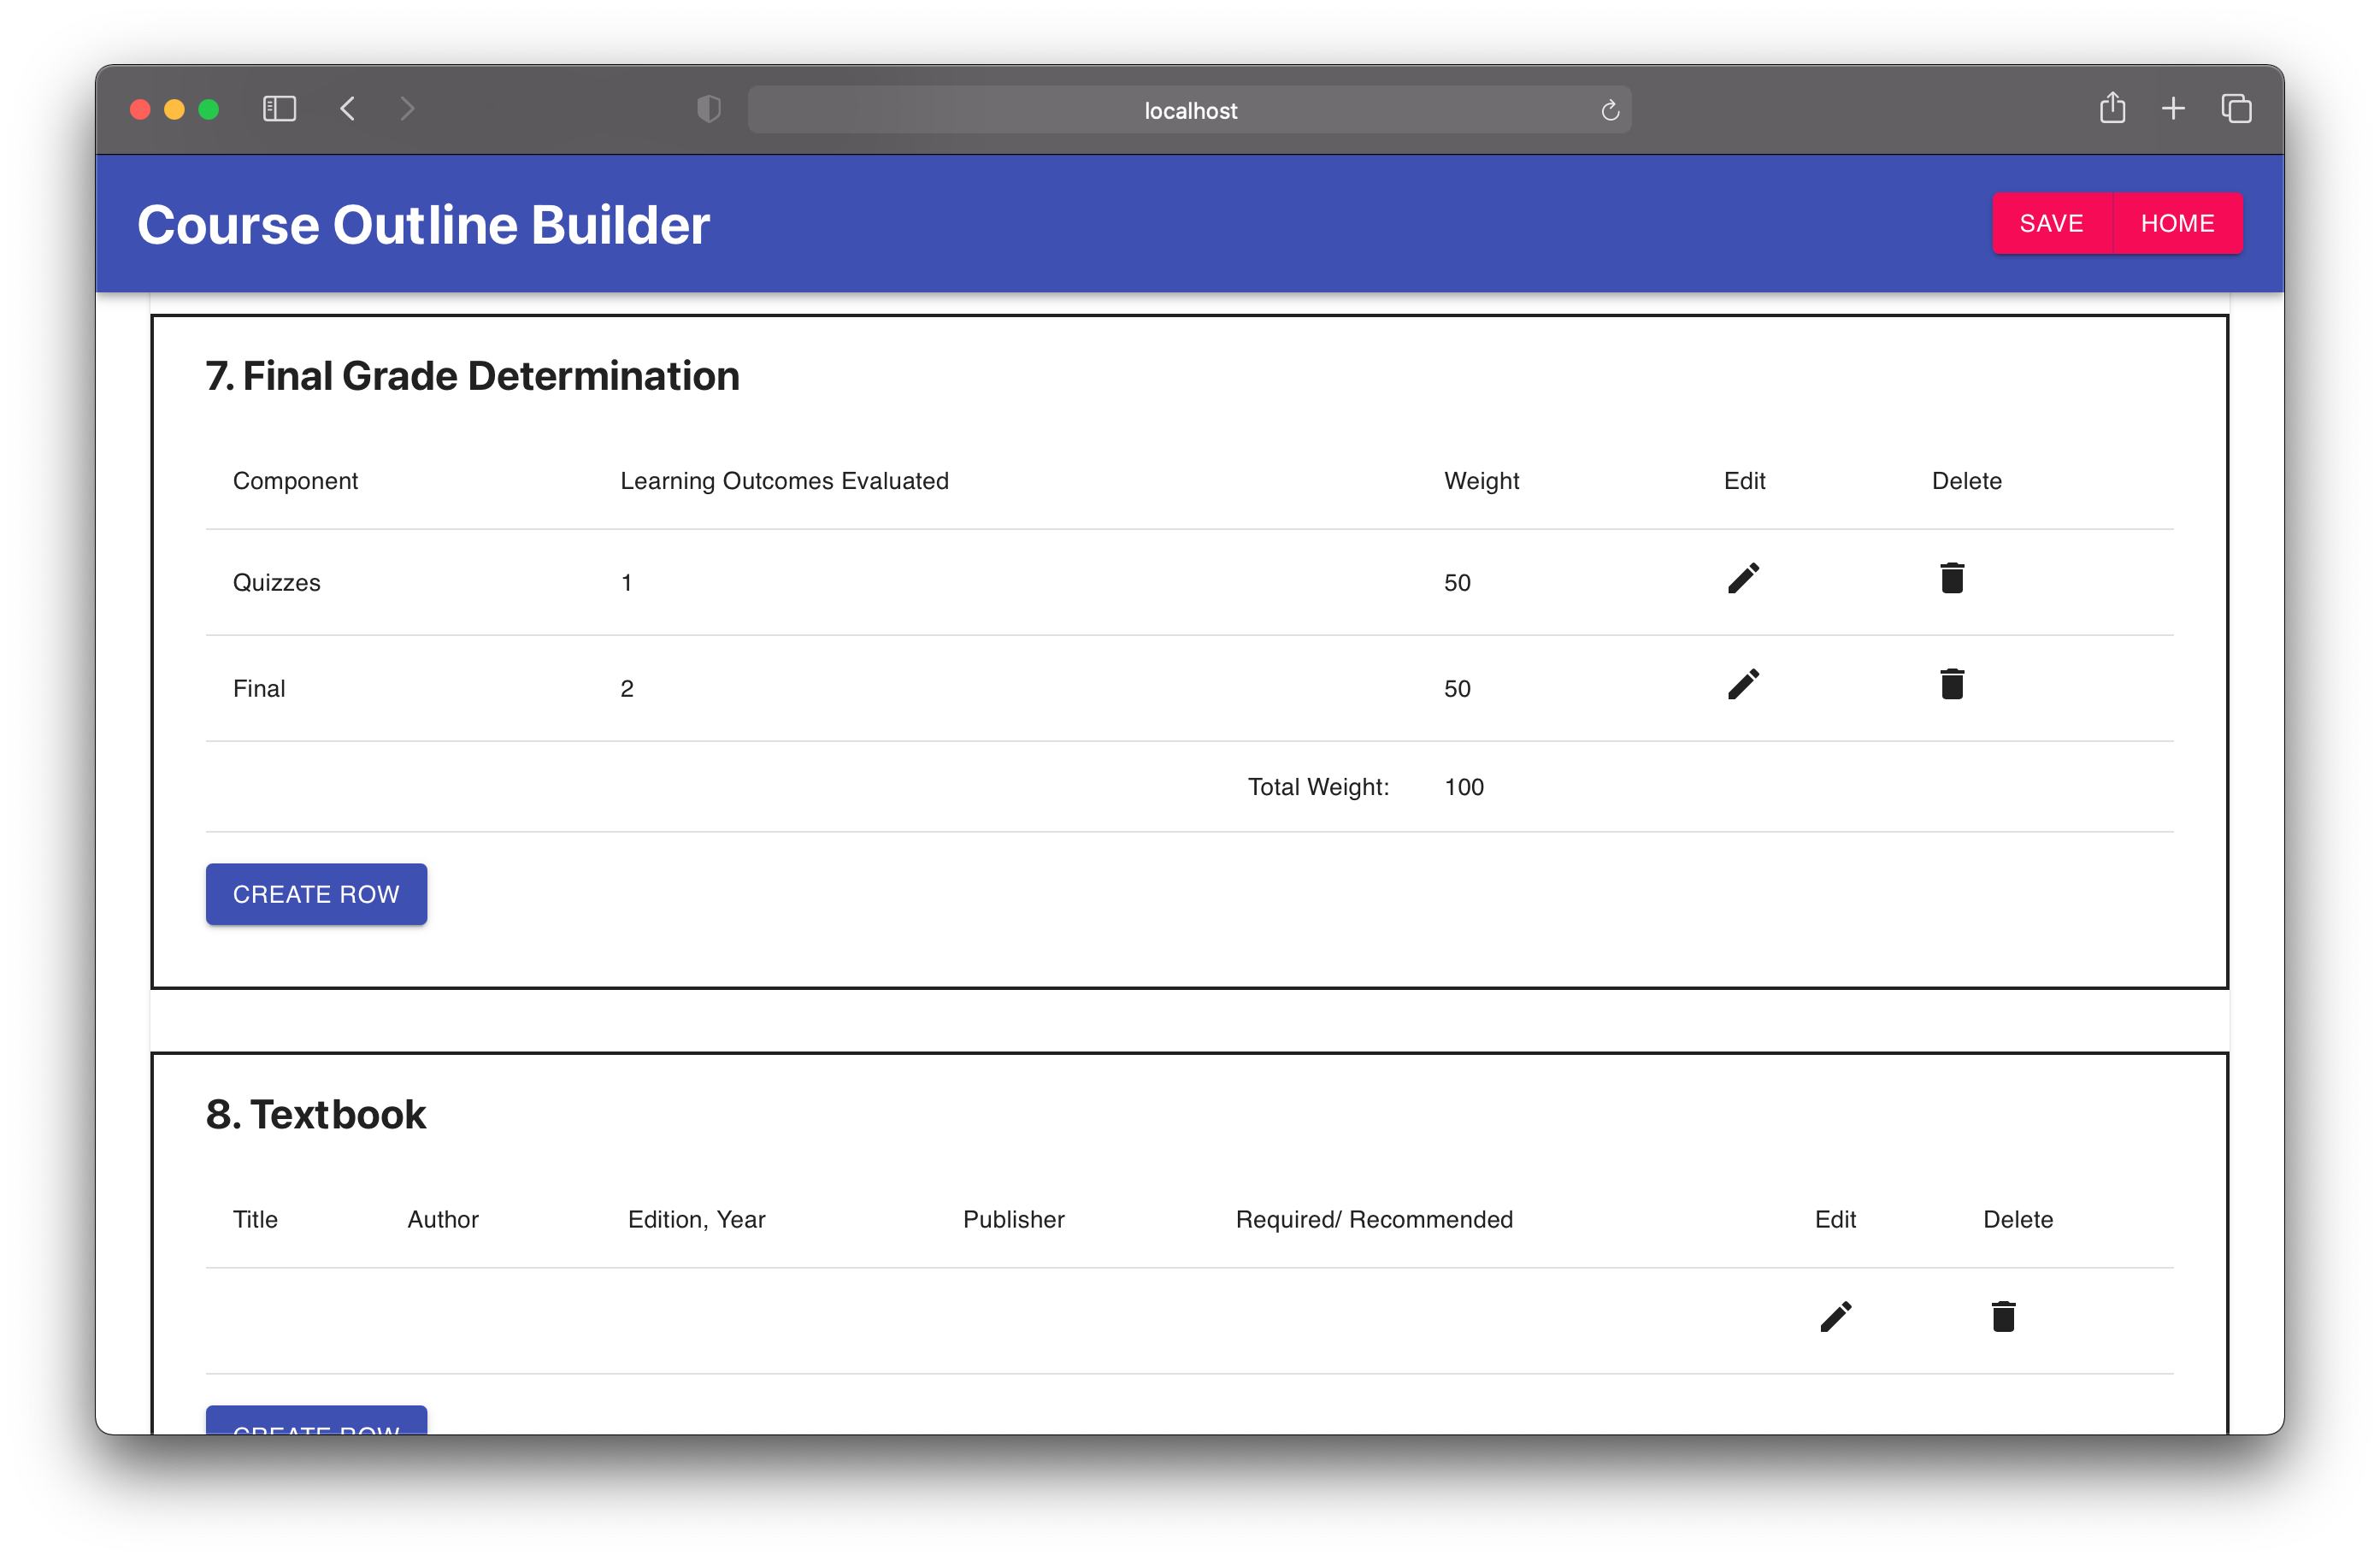 localhost
Course Outline Builder SAVE HOME
7. Final Grade Determination
Component Learning Outcomes Evaluated Weight Edit Delete
Quizzes 1 50
Final 2 50
Total Weight: 100
CREATE ROW
8. Textbook
Title Author Edition, Year Publisher Required/ Recommended Edit Delete
CREATE ROW